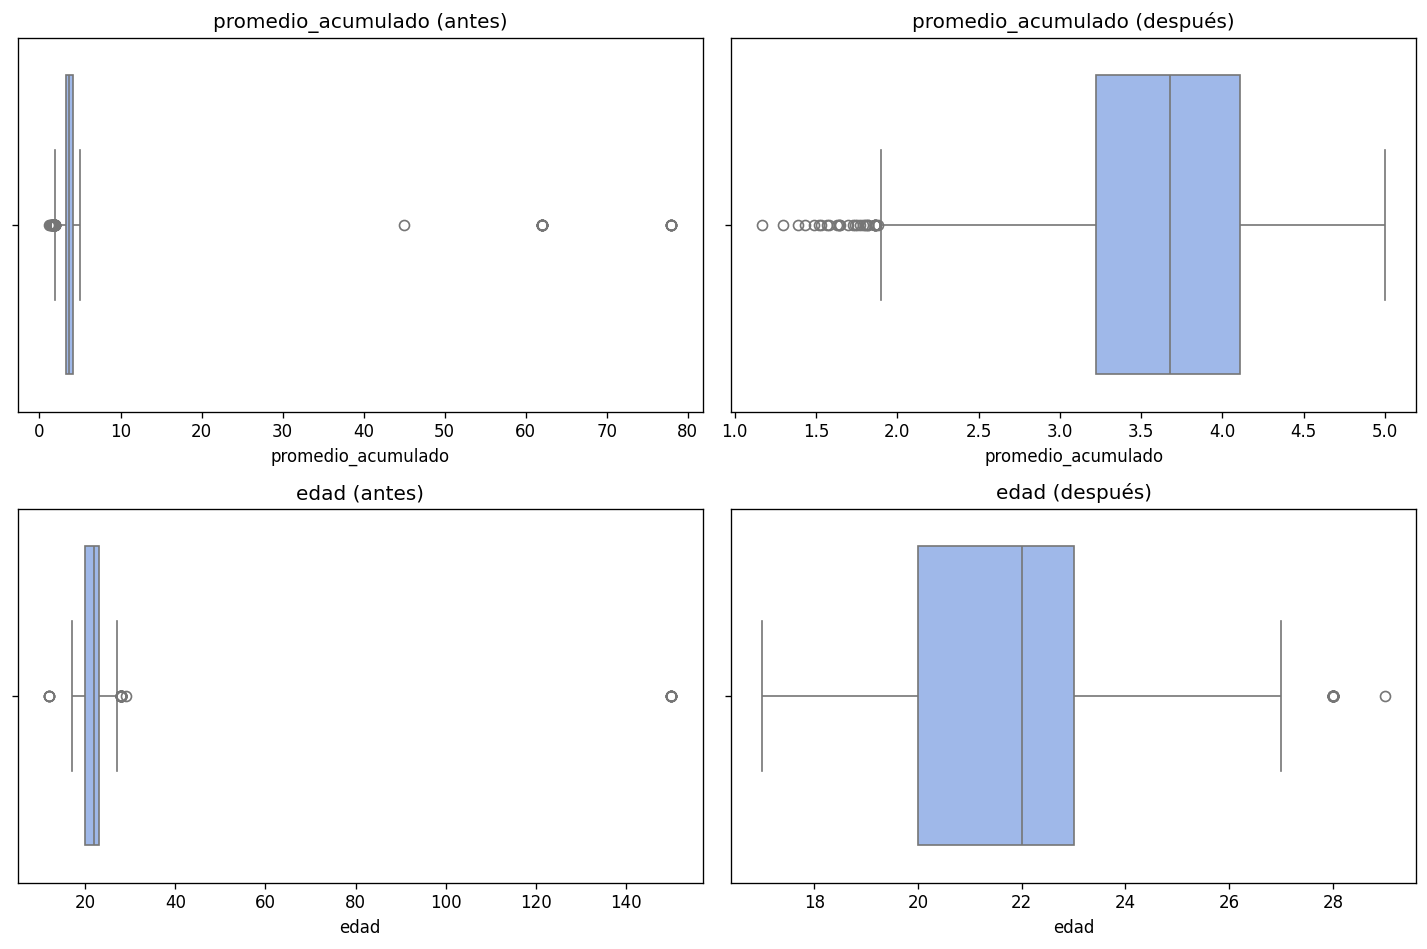 promedio_acumulado (antes)
0 10 20 30 40 50 60 70 80
promedio_acumulado
promedio_acumulado (después)
1.0 1.5 2.0 2.5 3.0 3.5 4.0 4.5 5.0
promedio_acumulado
edad (antes)
20 40 60 80 100 120 140
edad
edad (después)
18 20 22 24 26 28
edad